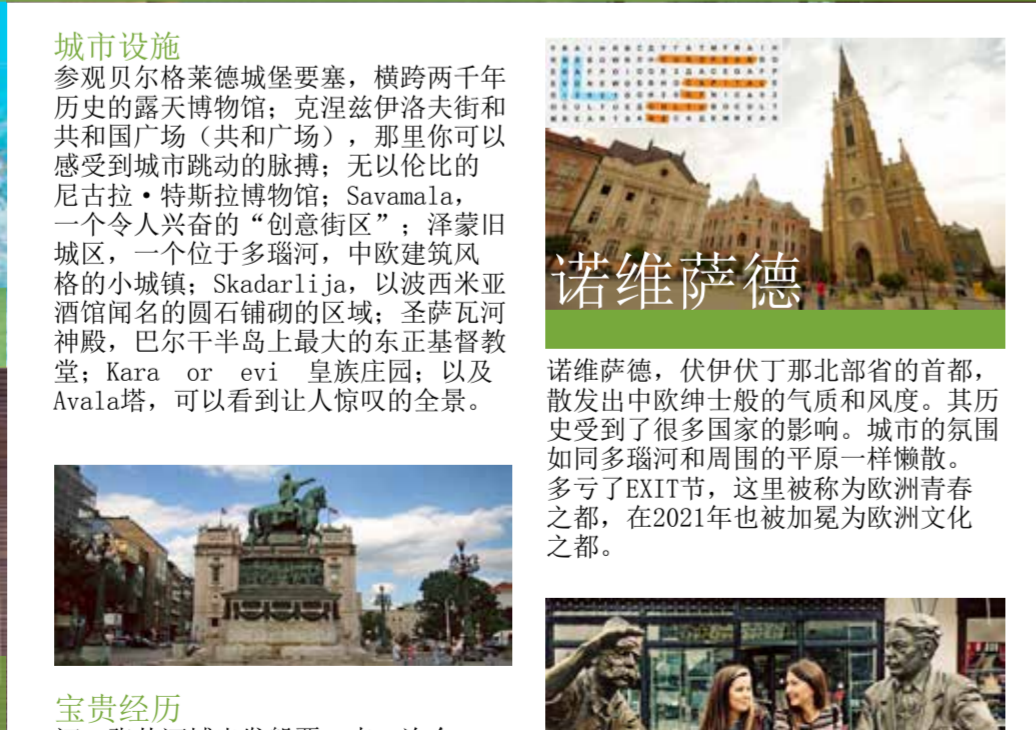 城市设施
参观贝尔格莱德城堡要塞，横跨两千年
历史的露天博物馆；克涅兹伊洛夫街和
共和国广场（共和广场），那里你可以
感受到城市跳动的脉搏；无以伦比的
尼古拉·特斯拉博物馆；Savamala，
一个令人兴奋的“创意街区”；泽蒙旧
城区，一个位于多瑙河，中欧建筑风
格的小城镇；Skadarlija，以波西米亚
酒馆闻名的圆石铺砌的区域；圣萨瓦河
神殿，巴尔干半岛上最大的东正基督教
堂；Kara or evi 皇族庄园；以及
Avala塔，可以看到让人惊叹的全景。
宝贵经历
诺维萨德
诺维萨德，伏伊伏丁那北部省的首都，
散发出中欧绅士般的气质和风度。其历
史受到了很多国家的影响。城市的氛围
如同多瑙河和周围的平原一样懒散。
多亏了EXIT节，这里被称为欧洲青春
之都，在2021年也被加冕为欧洲文化
之都。